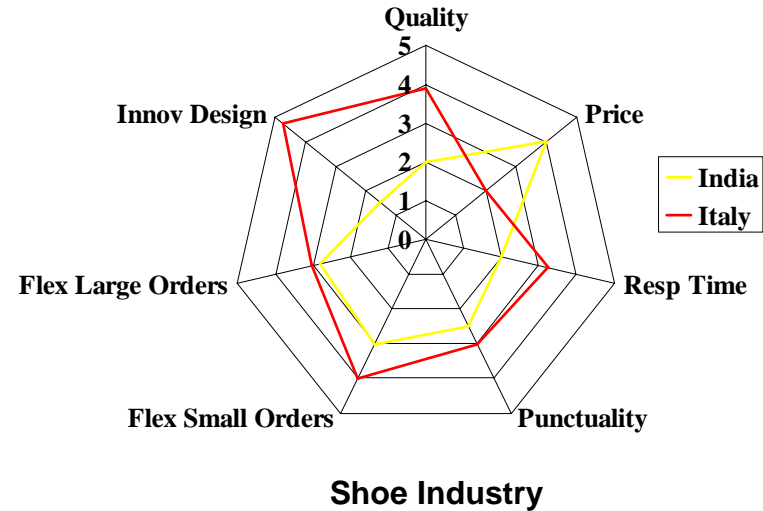 Quality
5
4
3
2
1
0
Innov Design
Price
India
Italy
Flex Large Orders
Resp Time
Flex Small Orders
Punctuality
Shoe Industry